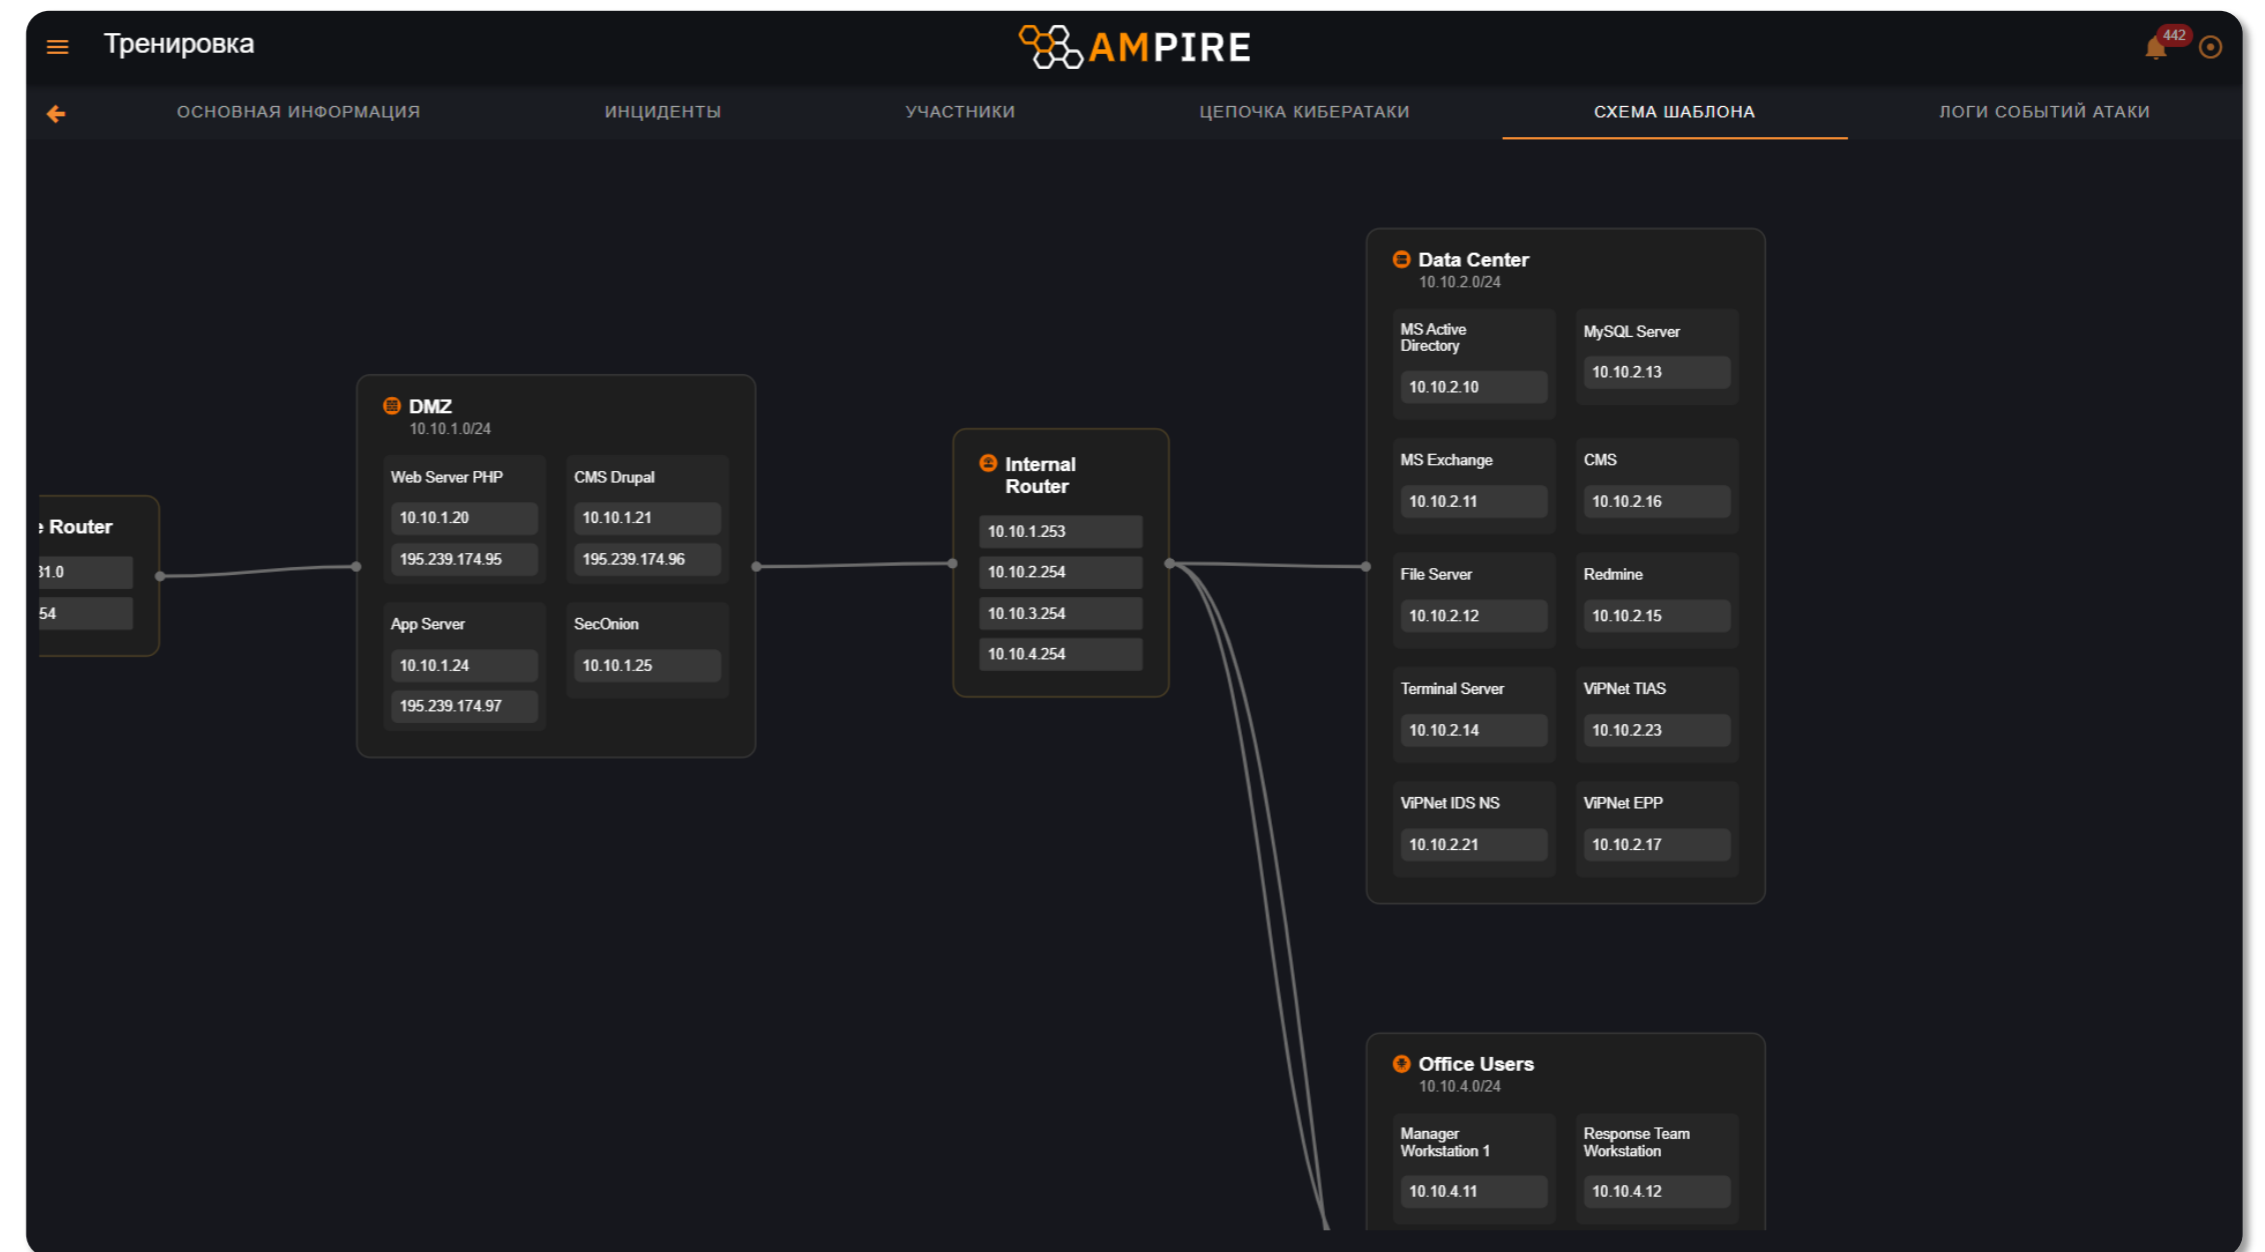 Тренировка
AMPIRE
442
ОСНОВНАЯ ИНФОРМАЦИЯ
ИНЦИДЕНТЫ
УЧАСТНИКИ
ЦЕПОЧКА КИБЕРАТАКИ
СХЕМА ШАБЛОНА
ЛОГИ СОБЫТИЙ АТАКИ
Router
31.0
54
DMZ
10.10.1.0/24
Web Server PHP
10.10.1.20
195.239.174.95
CMS Drupal
10.10.1.21
195.239.174.96
App Server
10.10.1.24
195.239.174.97
SecOnion
10.10.1.25
Internal
Router
10.10.1.253
10.10.2.254
10.10.3.254
10.10.4.254
Data Center
10.10.2.0/24
MS Active
Directory
10.10.2.10
MySQL Server
10.10.2.13
MS Exchange
10.10.2.11
CMS
10.10.2.16
File Server
10.10.2.12
Redmine
10.10.2.15
Terminal Server
10.10.2.14
ViPNet TIAS
10.10.2.23
ViPNet IDS NS
10.10.2.21
ViPNet EPP
10.10.2.17
Office Users
10.10.4.0/24
Manager
Workstation 1
10.10.4.11
Response Team
Workstation
10.10.4.12